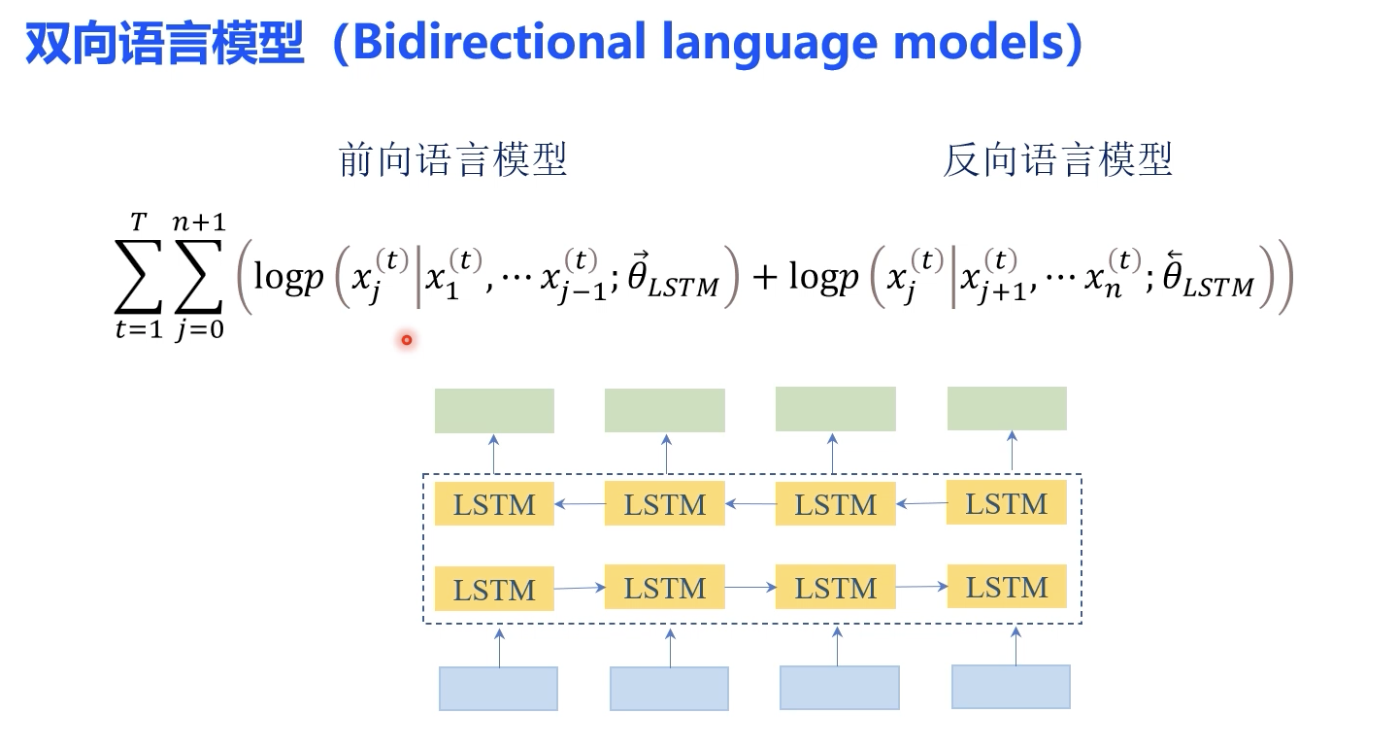 双向语言模型（Bidirectional language models）
前向语言模型 反向语言模型
$\sum_{t=1}^{T} \sum_{j=0}^{n+1} \left( \log p \left( x_j^{(t)} \middle| x_1^{(t)}, \cdots x_{j-1}^{(t)}; \vec{\theta}_{LSTM} \right) + \log p \left( x_j^{(t)} \middle| x_{j+1}^{(t)}, \cdots x_n^{(t)}; \overleftarrow{\theta}_{LSTM} \right) \right)$
LSTM LSTM LSTM LSTM
LSTM LSTM LSTM LSTM